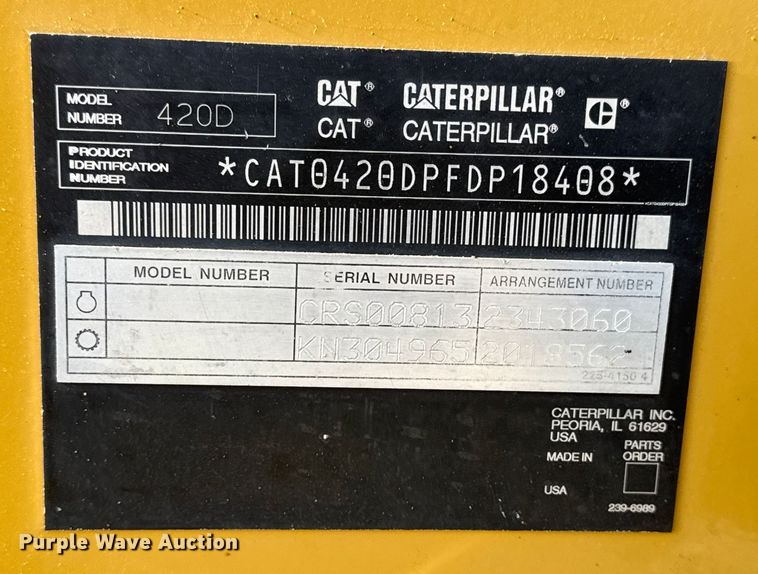 MODEL NUMBER 420D
CAT® CATERPILLAR®
CAT® CATERPILLAR® C®
PRODUCT IDENTIFICATION NUMBER *CAT0420DPFDP18408*
MODEL NUMBER SERIAL NUMBER ARRANGEMENT NUMBER
CRS00813 2343060
KN304965 2018562
223-4150 4
CATERPILLAR INC.
PEORIA, IL 61629
USA
PARTS
MADE IN ORDER
USA
239-6989
Purple Wave Auction